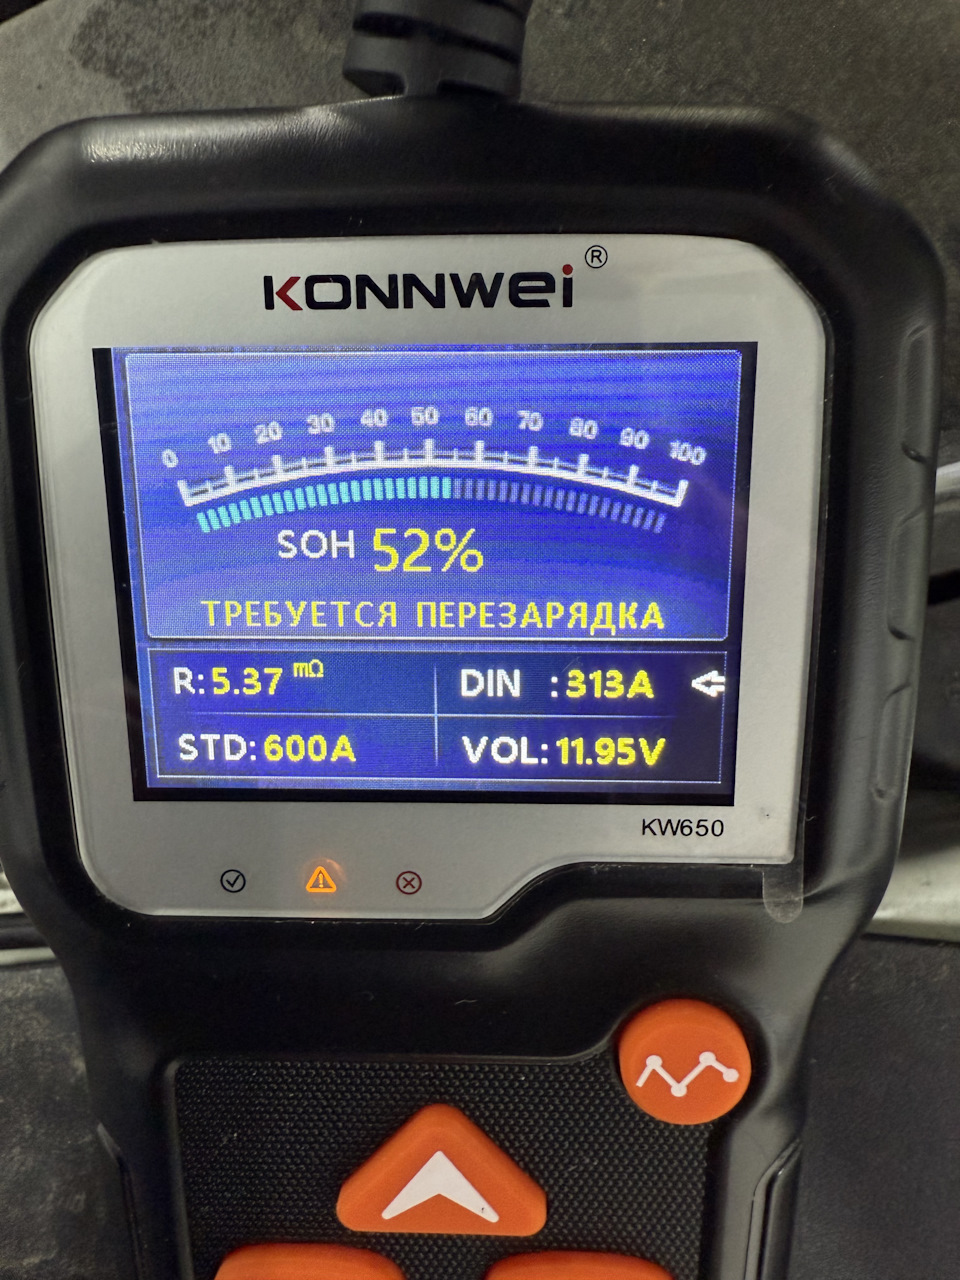 KONNWEI ®
0 10 20 30 40 50 60 70 80 90 100
SOH 52%
ТРЕБУЕТСЯ ПЕРЕЗАРЯДКА
R: 5.37 mΩ DIN : 313A
STD: 600A VOL: 11.95V
KW650